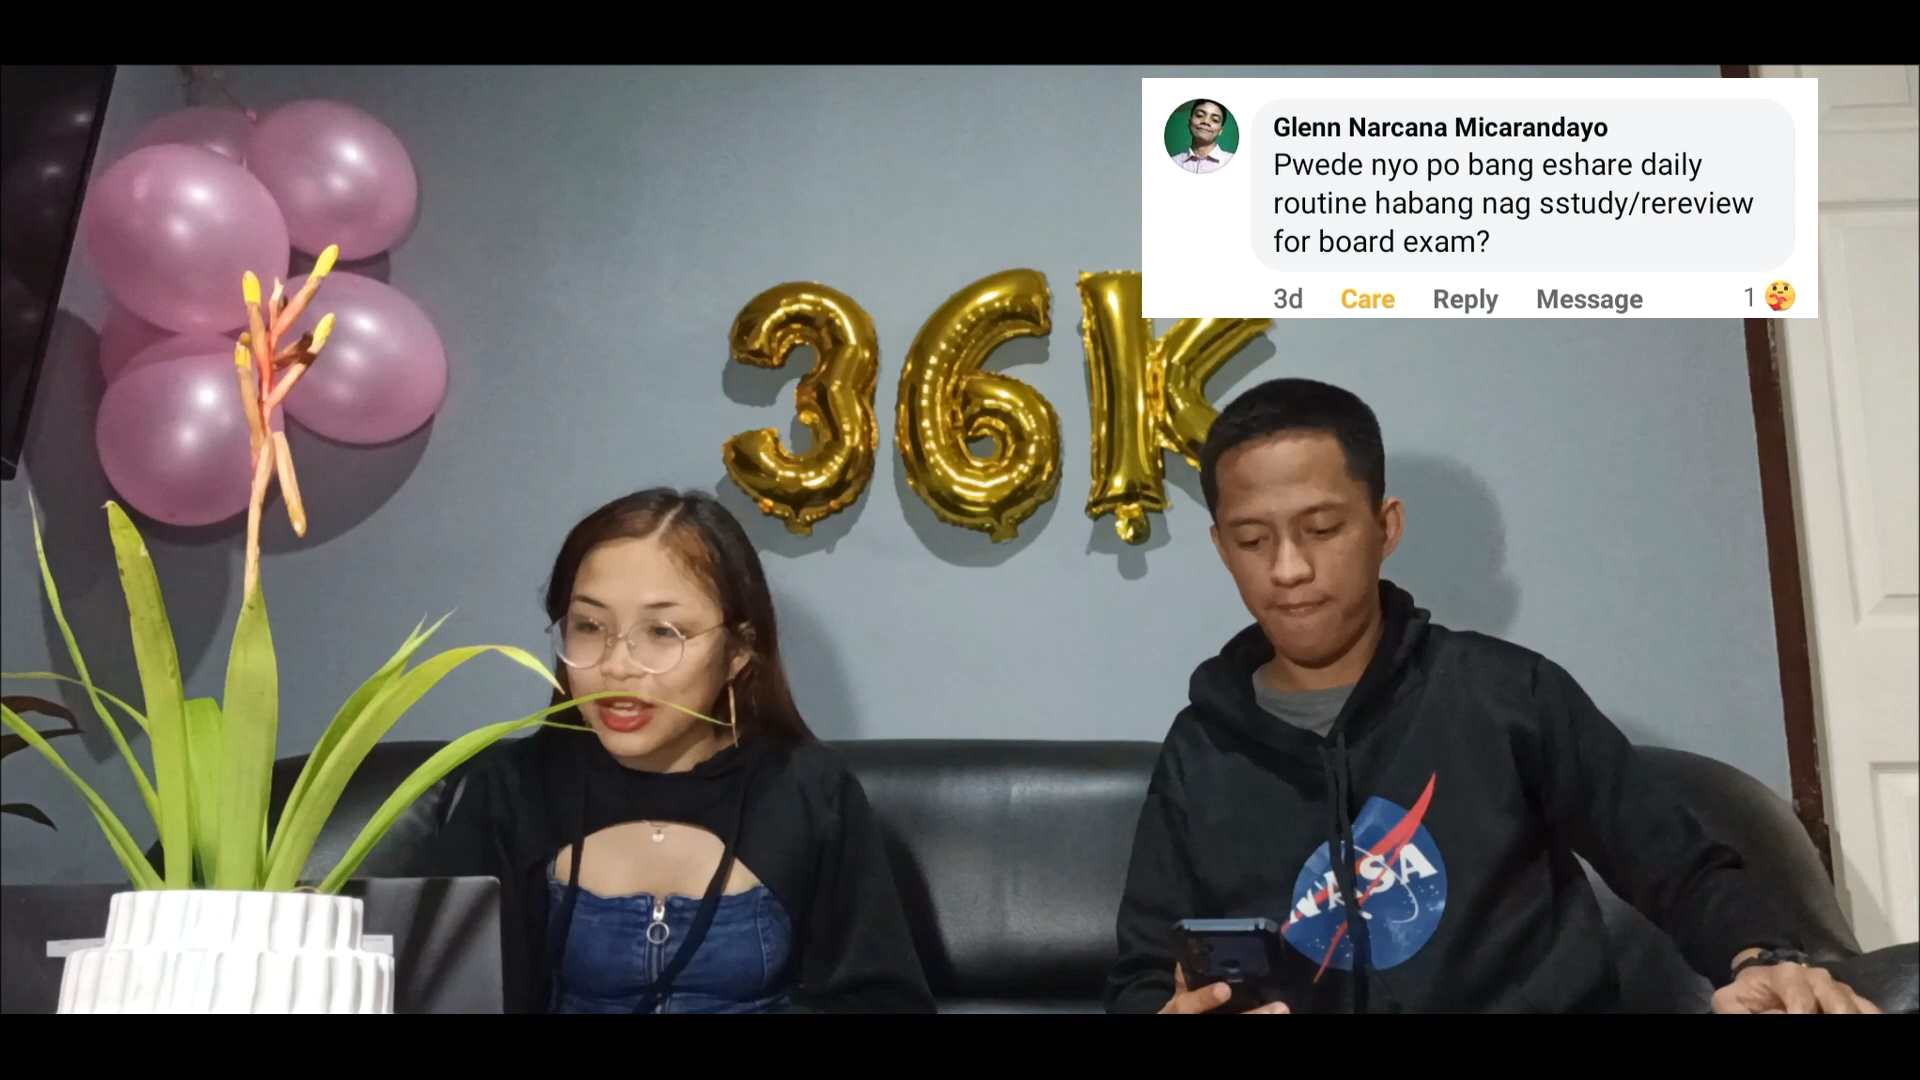 Glenn Narcana Micarandayo
Pwede nyo po bang eshare daily
routine habang nag sstudy/rereview
for board exam?
3d Care Reply Message 1
36K
NASA